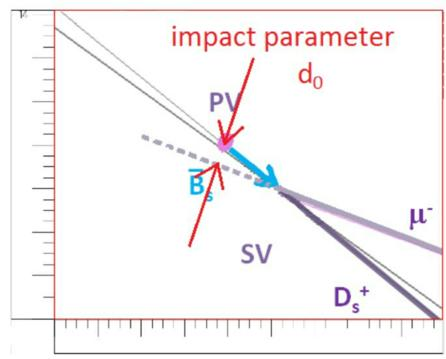 impact parameter
d₀
PV
B̅ₛ
μ⁻
SV
Dₛ⁺